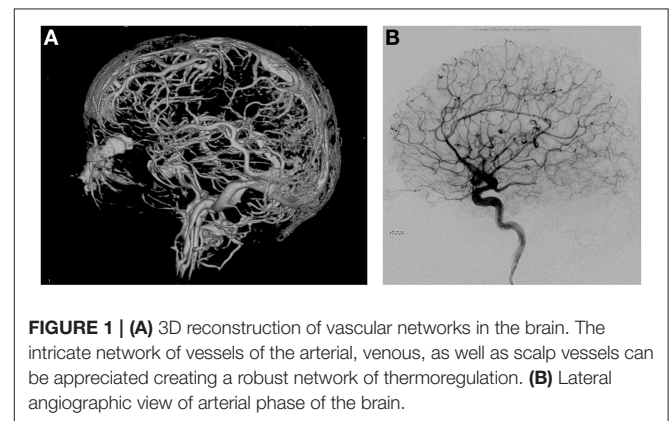 A
B
FIGURE 1 | (A) 3D reconstruction of vascular networks in the brain. The
intricate network of vessels of the arterial, venous, as well as scalp vessels can
be appreciated creating a robust network of thermoregulation. (B) Lateral
angiographic view of arterial phase of the brain.